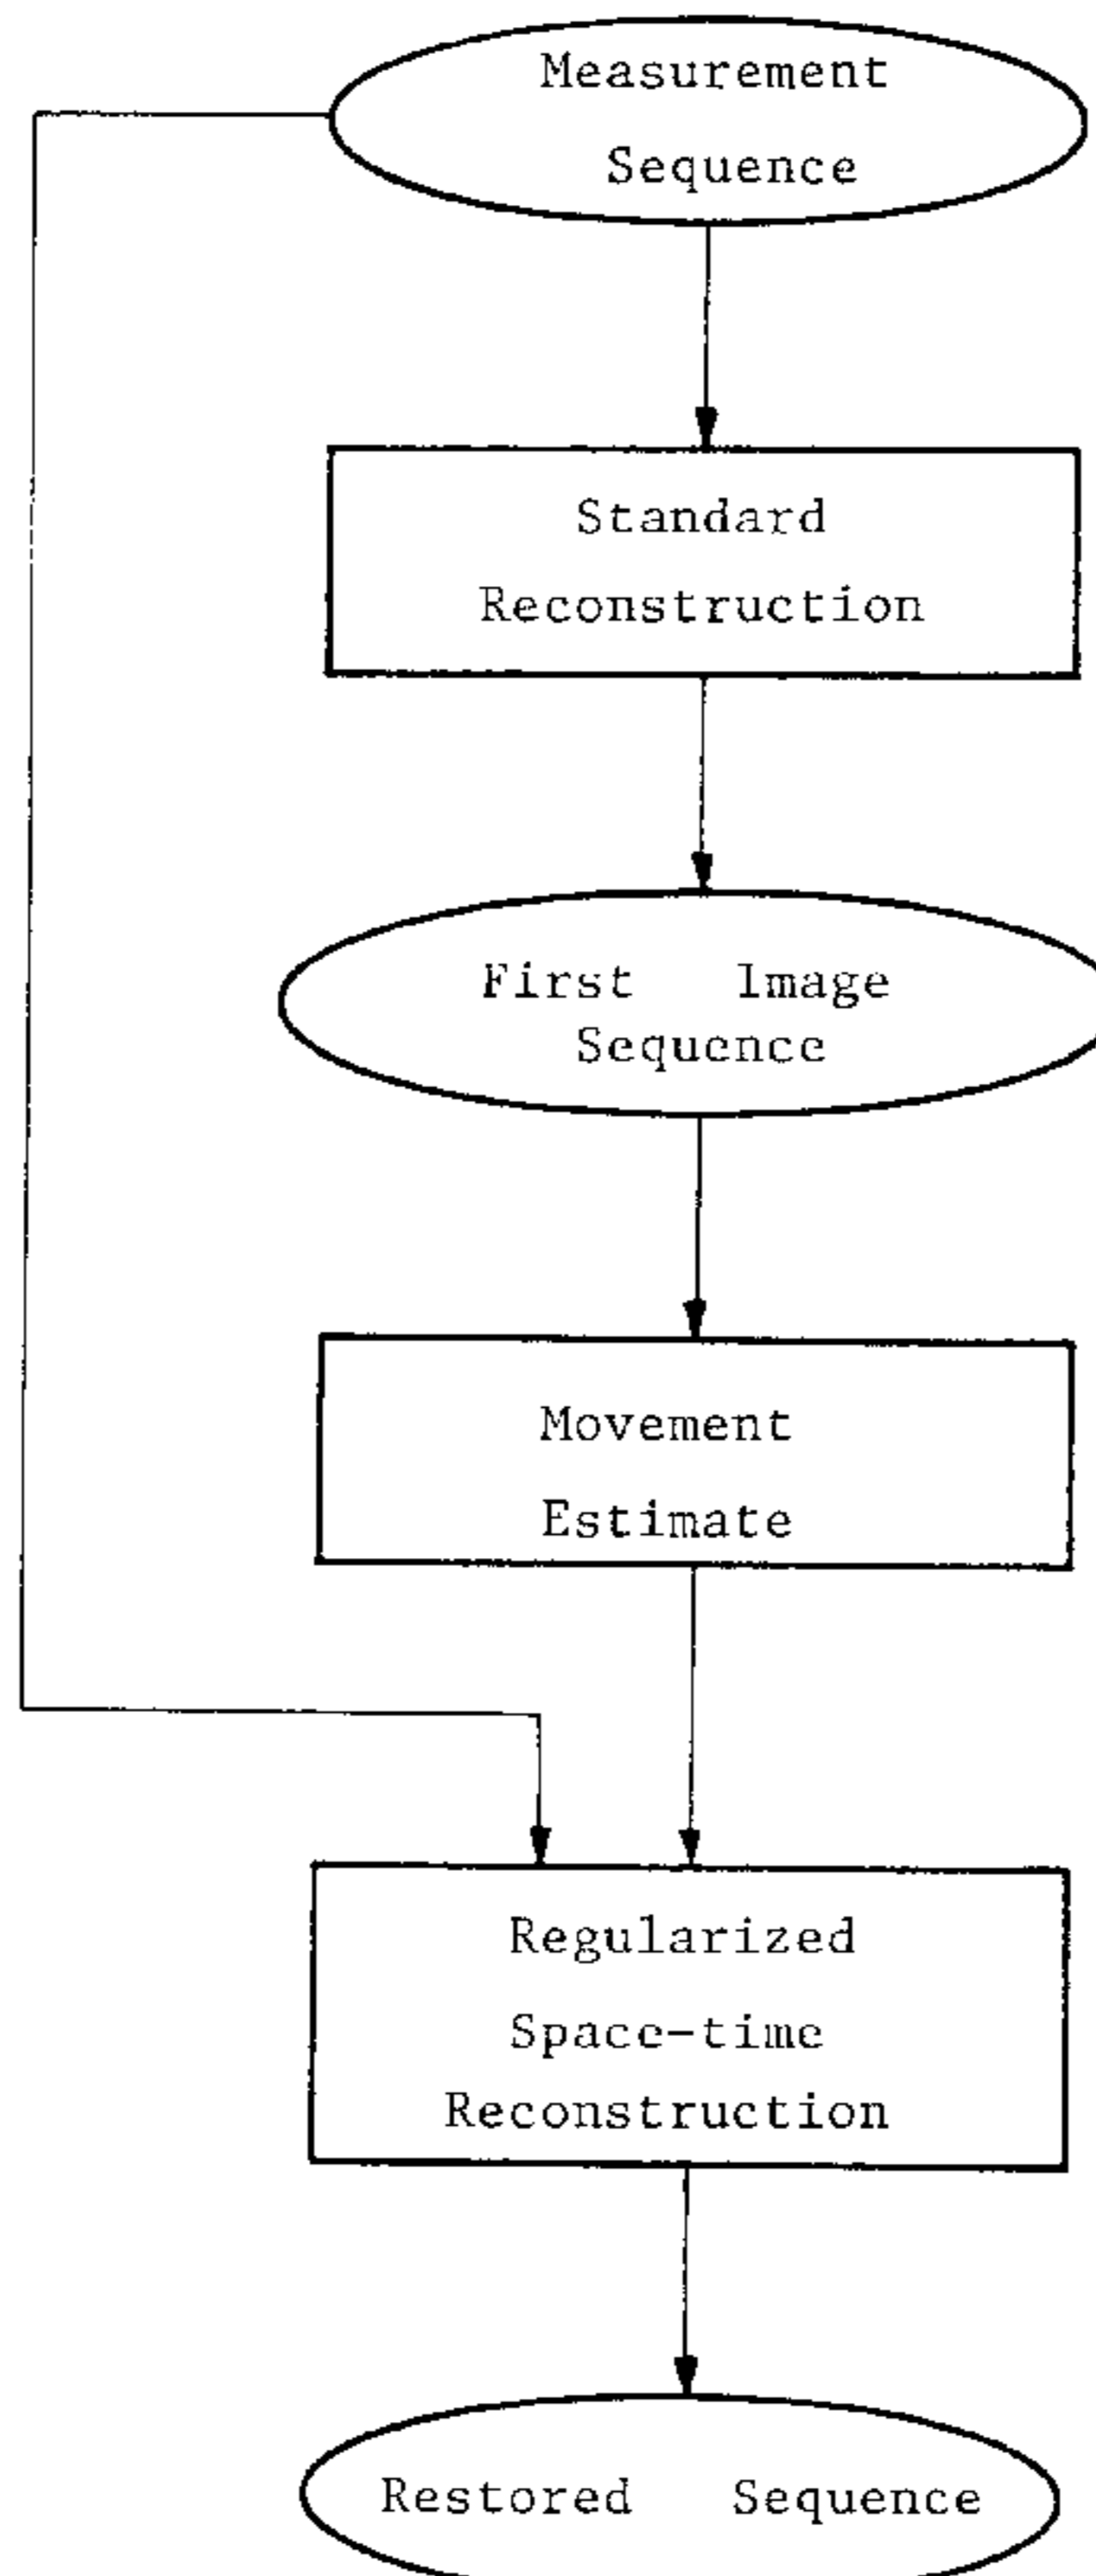 Measurement
Sequence
Standard
Reconstruction
First Image
Sequence
Movement
Estimate
Regularized
Space-time
Reconstruction
Restored Sequence